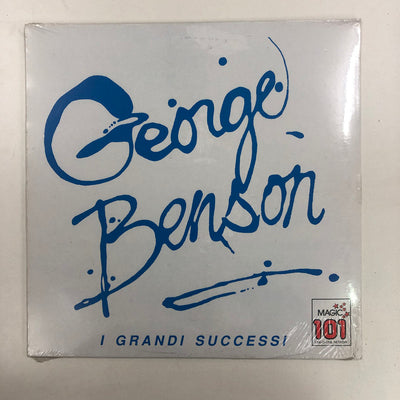 George
Benson
I GRANDI SUCCESSI
MAGIC
101